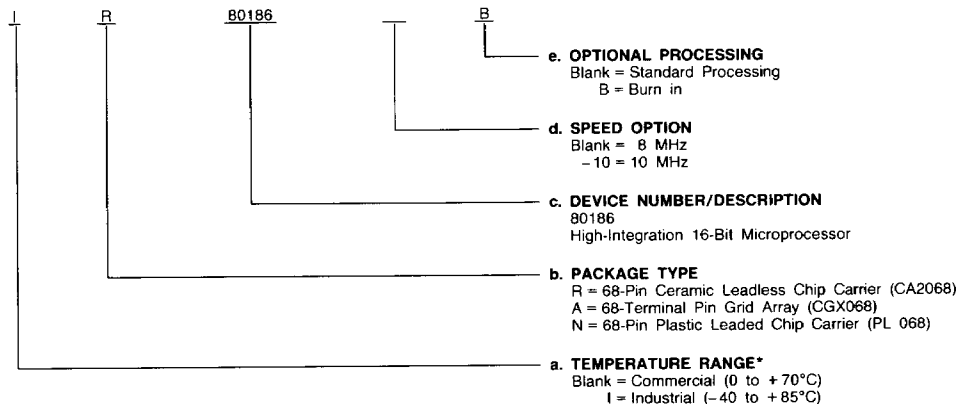 I R 80186 B
e. OPTIONAL PROCESSING
Blank = Standard Processing
B = Burn in
d. SPEED OPTION
Blank = 8 MHz
−10 = 10 MHz
c. DEVICE NUMBER/DESCRIPTION
80186
High-Integration 16-Bit Microprocessor
b. PACKAGE TYPE
R = 68-Pin Ceramic Leadless Chip Carrier (CA2068)
A = 68-Terminal Pin Grid Array (CGX068)
N = 68-Pin Plastic Leaded Chip Carrier (PL 068)
a. TEMPERATURE RANGE*
Blank = Commercial (0 to +70°C)
I = Industrial (−40 to +85°C)